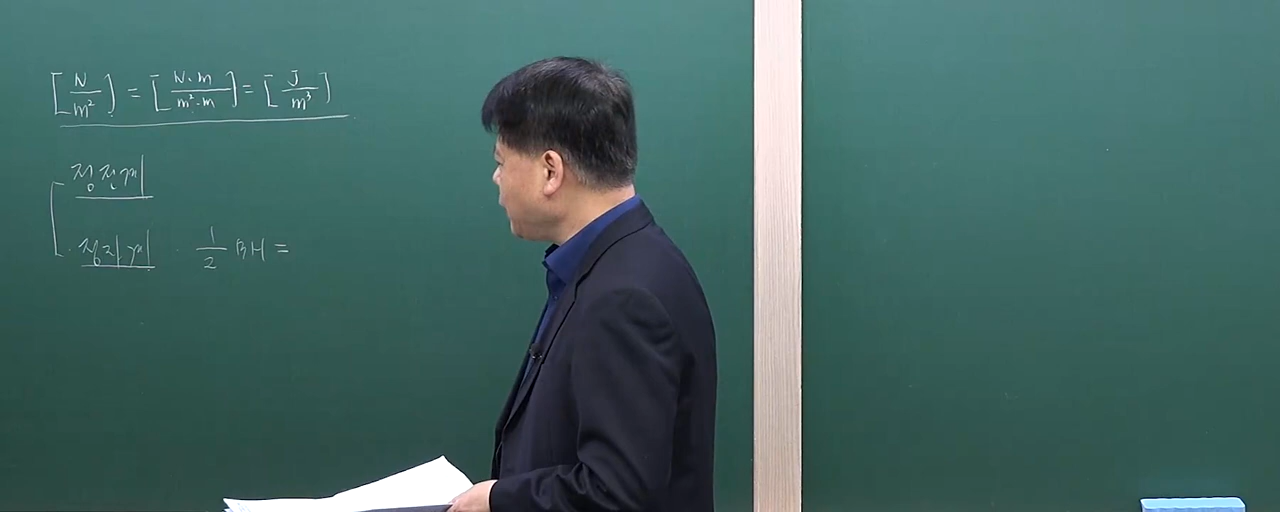 [N/m²] = [N·m/m²·m] = [J/m³]
정전계
정자계 · 1/2 BH =